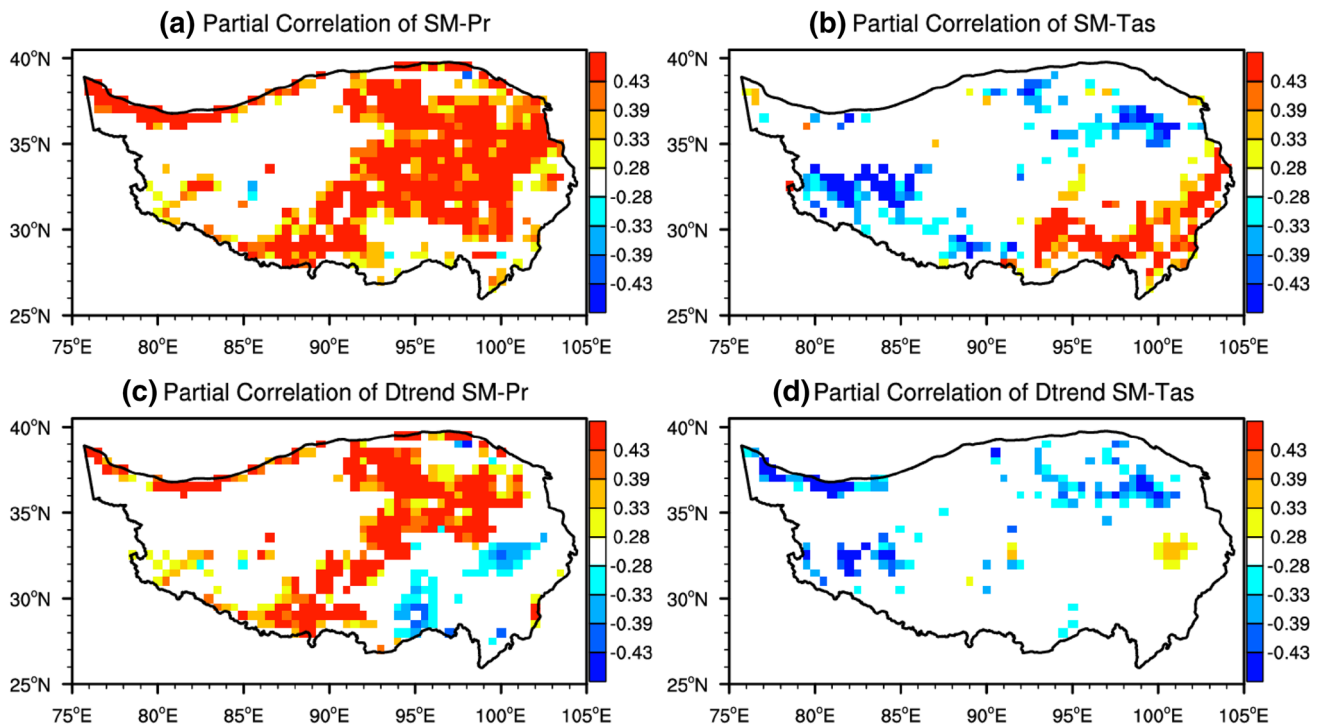 (a) Partial Correlation of SM-Pr
40°N
35°N
30°N
25°N
75°E 80°E 85°E 90°E 95°E 100°E 105°E
0.43
0.39
0.33
0.28
-0.28
-0.33
-0.39
-0.43
(b) Partial Correlation of SM-Tas
40°N
35°N
30°N
25°N
75°E 80°E 85°E 90°E 95°E 100°E 105°E
0.43
0.39
0.33
0.28
-0.28
-0.33
-0.39
-0.43
(c) Partial Correlation of Dtrend SM-Pr
40°N
35°N
30°N
25°N
75°E 80°E 85°E 90°E 95°E 100°E 105°E
0.43
0.39
0.33
0.28
-0.28
-0.33
-0.39
-0.43
(d) Partial Correlation of Dtrend SM-Tas
40°N
35°N
30°N
25°N
75°E 80°E 85°E 90°E 95°E 100°E 105°E
0.43
0.39
0.33
0.28
-0.28
-0.33
-0.39
-0.43